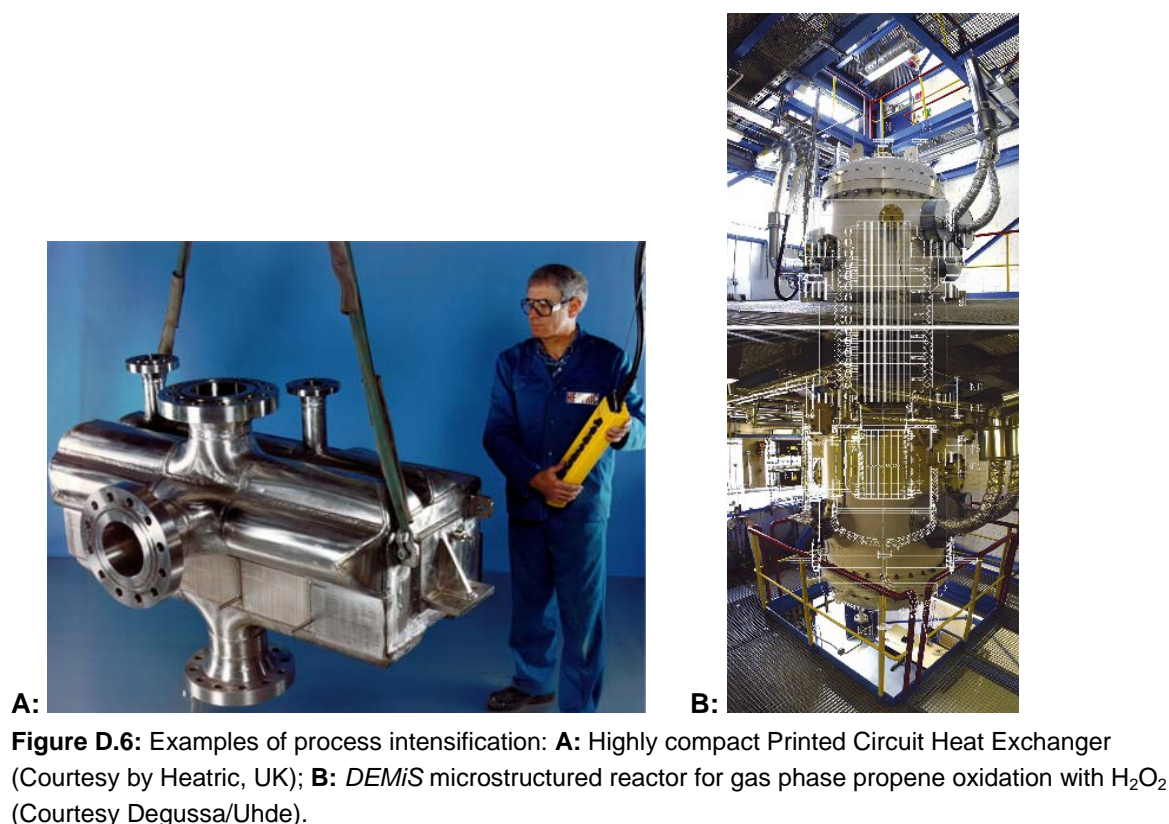 A:
B:
Figure D.6: Examples of process intensification: A: Highly compact Printed Circuit Heat Exchanger
(Courtesy by Heatric, UK); B: DEMiS microstructured reactor for gas phase propene oxidation with H₂O₂
(Courtesy Degussa/Uhde).